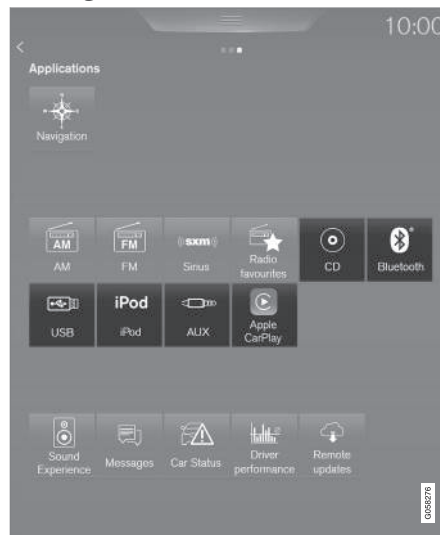 10:00
Applications
Navigation
AM
FM
sxm
AM
FM
Sirius
Radio
favourites
CD
Bluetooth
iPod
USB
iPod
AUX
Apple
CarPlay
Sound
Experience
Messages
Car Status
Driver
performance
Remote
updates
G058276